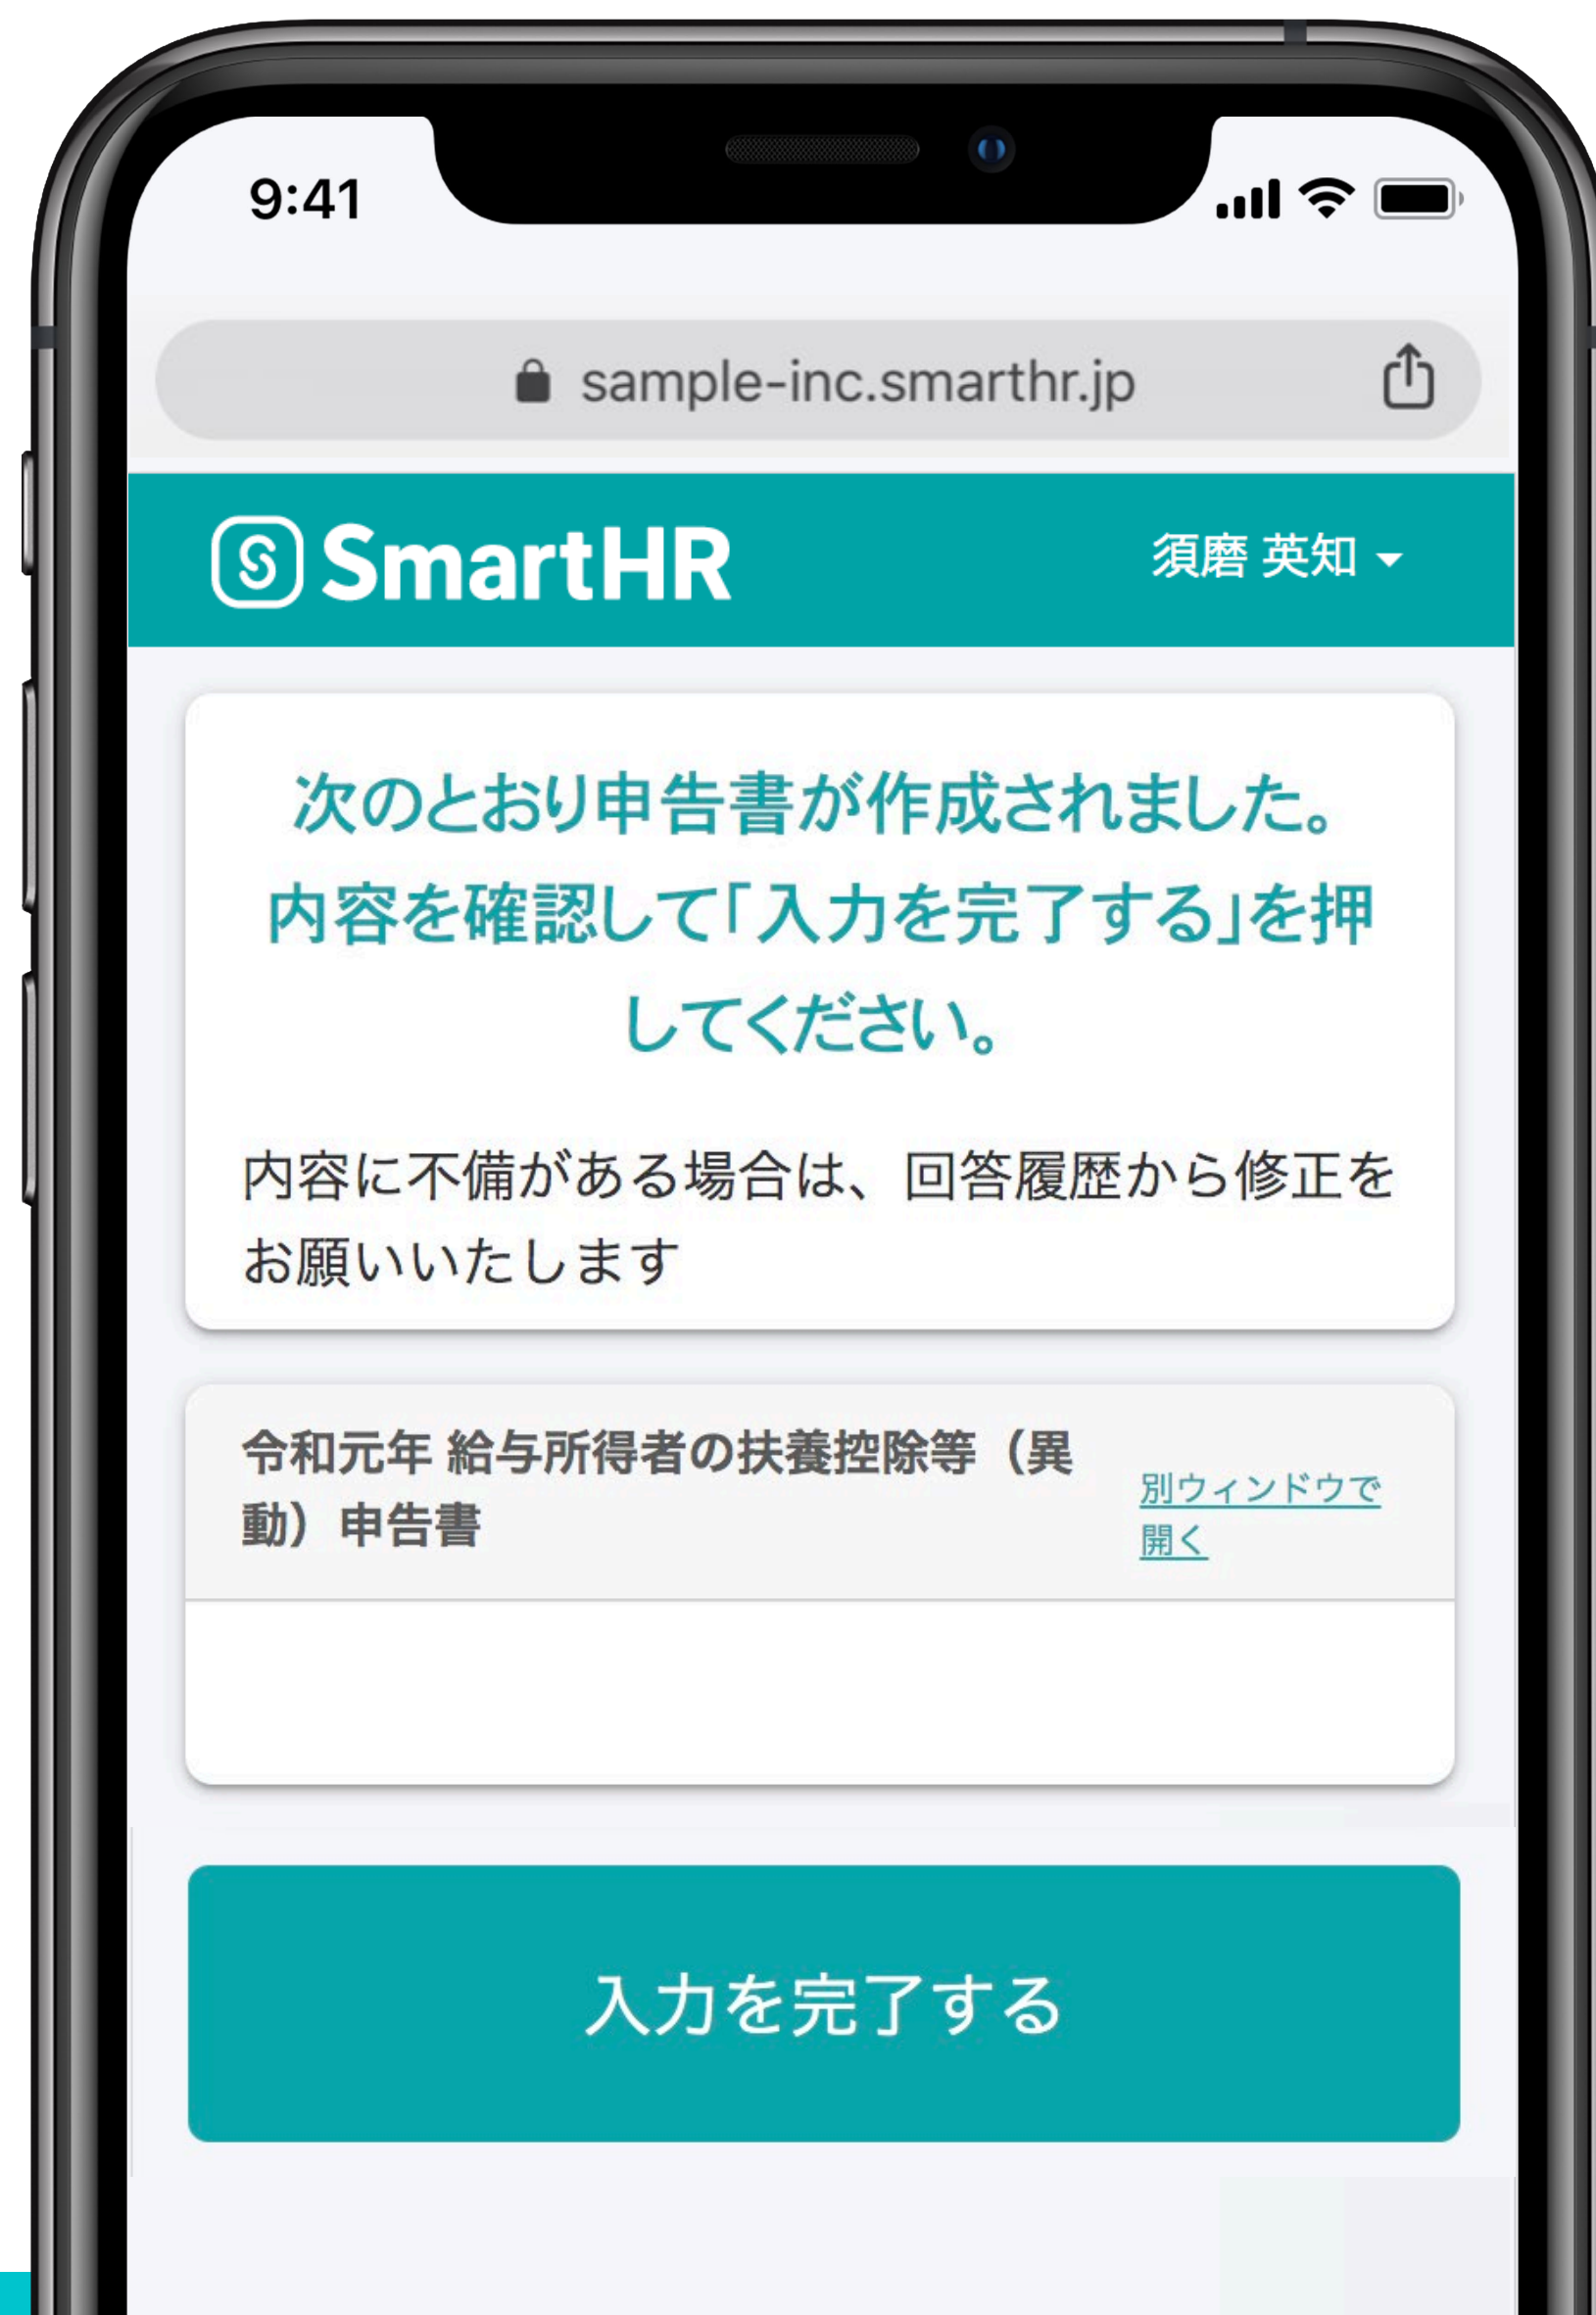 9:41
sample-inc.smarthr.jp
SmartHR
須磨 英知
次のとおり申告書が作成されました。
内容を確認して「入力を完了する」を押
してください。
内容に不備がある場合は、回答履歴から修正を
お願いいたします
令和元年 給与所得者の扶養控除等（異
動）申告書
別ウィンドウで
開く
入力を完了する